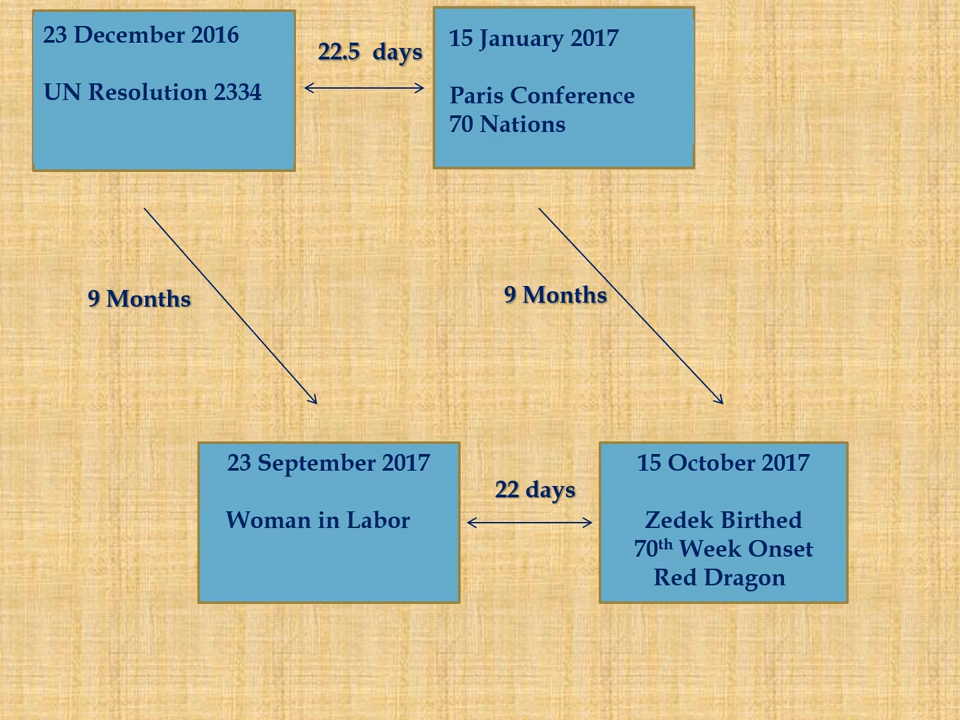 23 December 2016
UN Resolution 2334
22.5 days
15 January 2017
Paris Conference
70 Nations
9 Months
9 Months
23 September 2017
Woman in Labor
22 days
15 October 2017
Zedek Birthed
70th Week Onset
Red Dragon